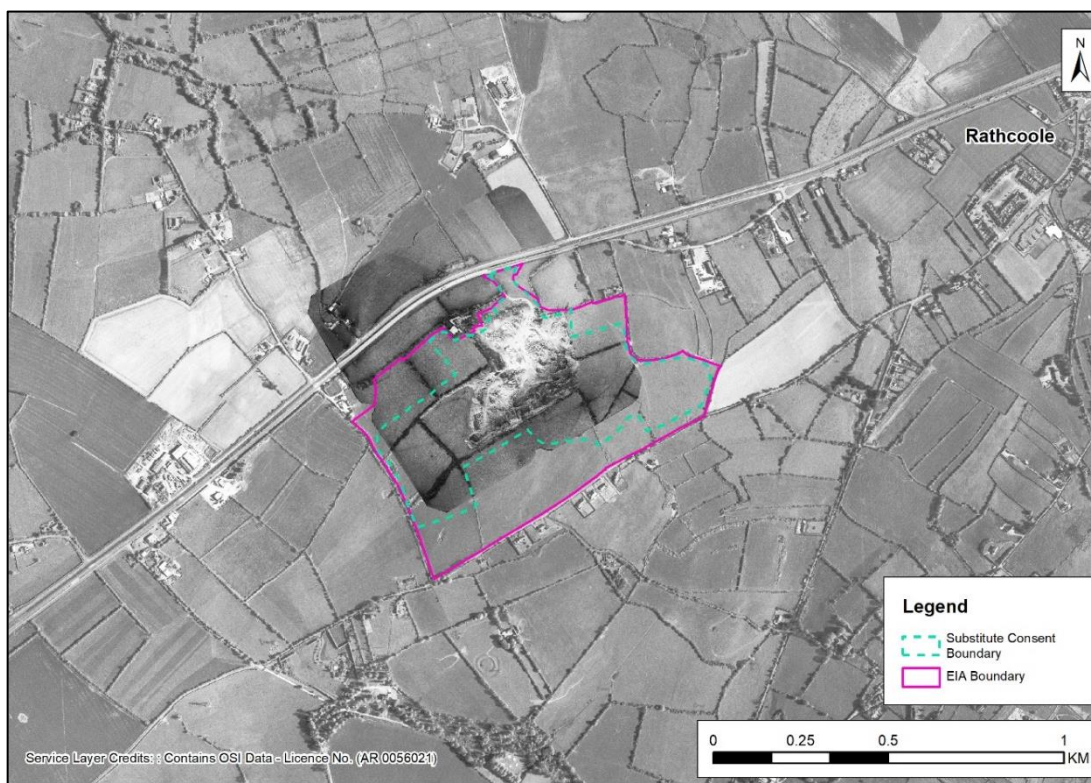 N
Rathcoole
Legend
Substitute Consent
Boundary
EIA Boundary
0 0.25 0.5 1
KM
Service Layer Credits: : Contains OSI Data - Licence No. (AR 0056021)